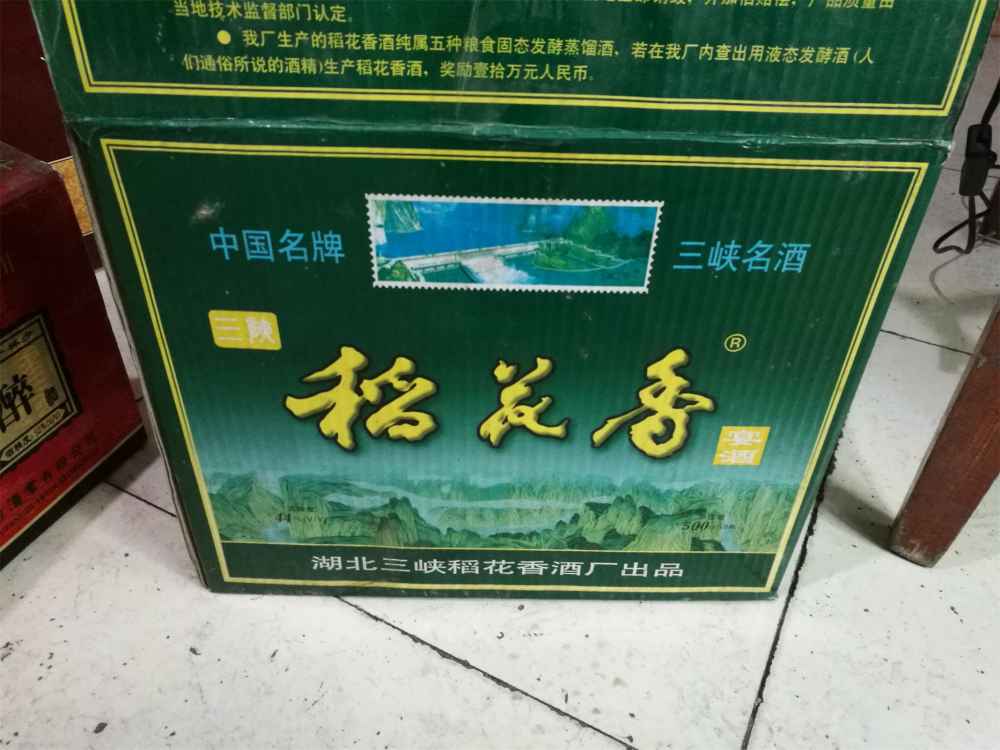 当地技术监督部门认定。
● 我厂生产的稻花香酒纯属五种粮食固态发酵蒸馏酒，若在我厂内查出用液态发酵酒(人
们通俗所说的酒精)生产稻花香酒，奖励壹拾万元人民币。
中国名牌
三峡名酒
三峡
稻花香
®
宴
酒
44%(V/V)
500
湖北三峡稻花香酒厂出品
醉